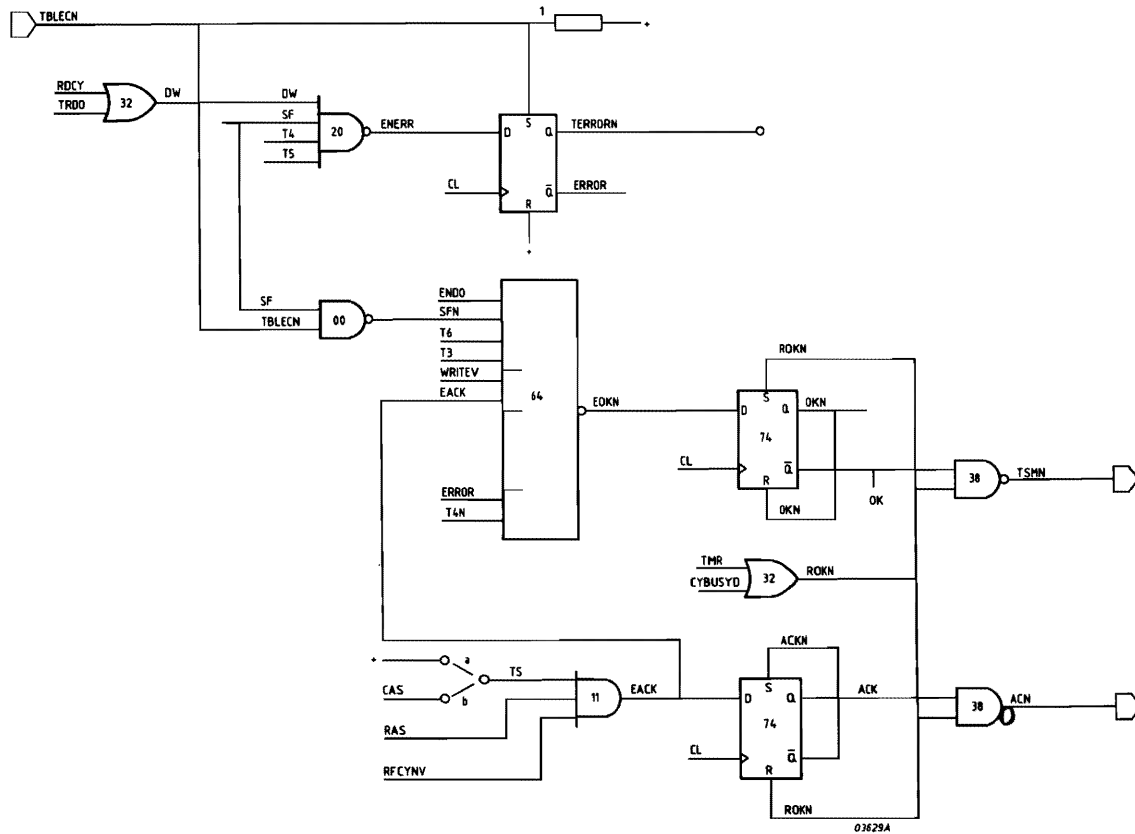 TBLECN
1
+
RDCY
TRDO
32
DW
DW
SF
T4
T5
20
ENERR
D
S
Q
Q̅
R
CL
TERRORN
ERROR
+
SF
TBLECN
00
ENDO
SFN
T6
T3
WRITEV
EACK
64
ERROR
T4N
EOKN
ROKN
D
S
Q
74
Q̅
R
CL
OKN
OKN
OK
38
TSMN
TMR
CYBUSYD
32
ROKN
+
a
CAS
b
TS
RAS
RFCYNV
11
EACK
ACKN
D
S
Q
74
Q̅
R
CL
ACK
ROKN
38
ACN
03629A